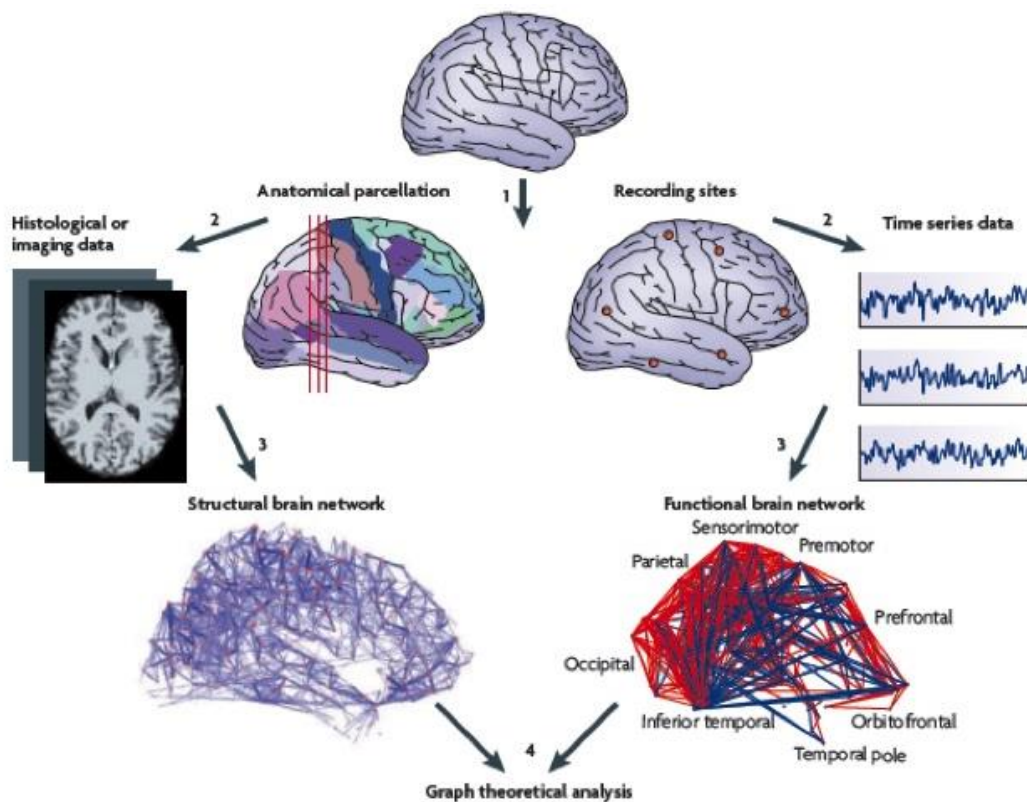 Anatomical parcellation
1
Recording sites
2
2
Histological or
imaging data
Time series data
3
3
Structural brain network
Functional brain network
Sensorimotor
Premotor
Parietal
Prefrontal
Occipital
Inferior temporal
Orbitofrontal
Temporal pole
4
Graph theoretical analysis